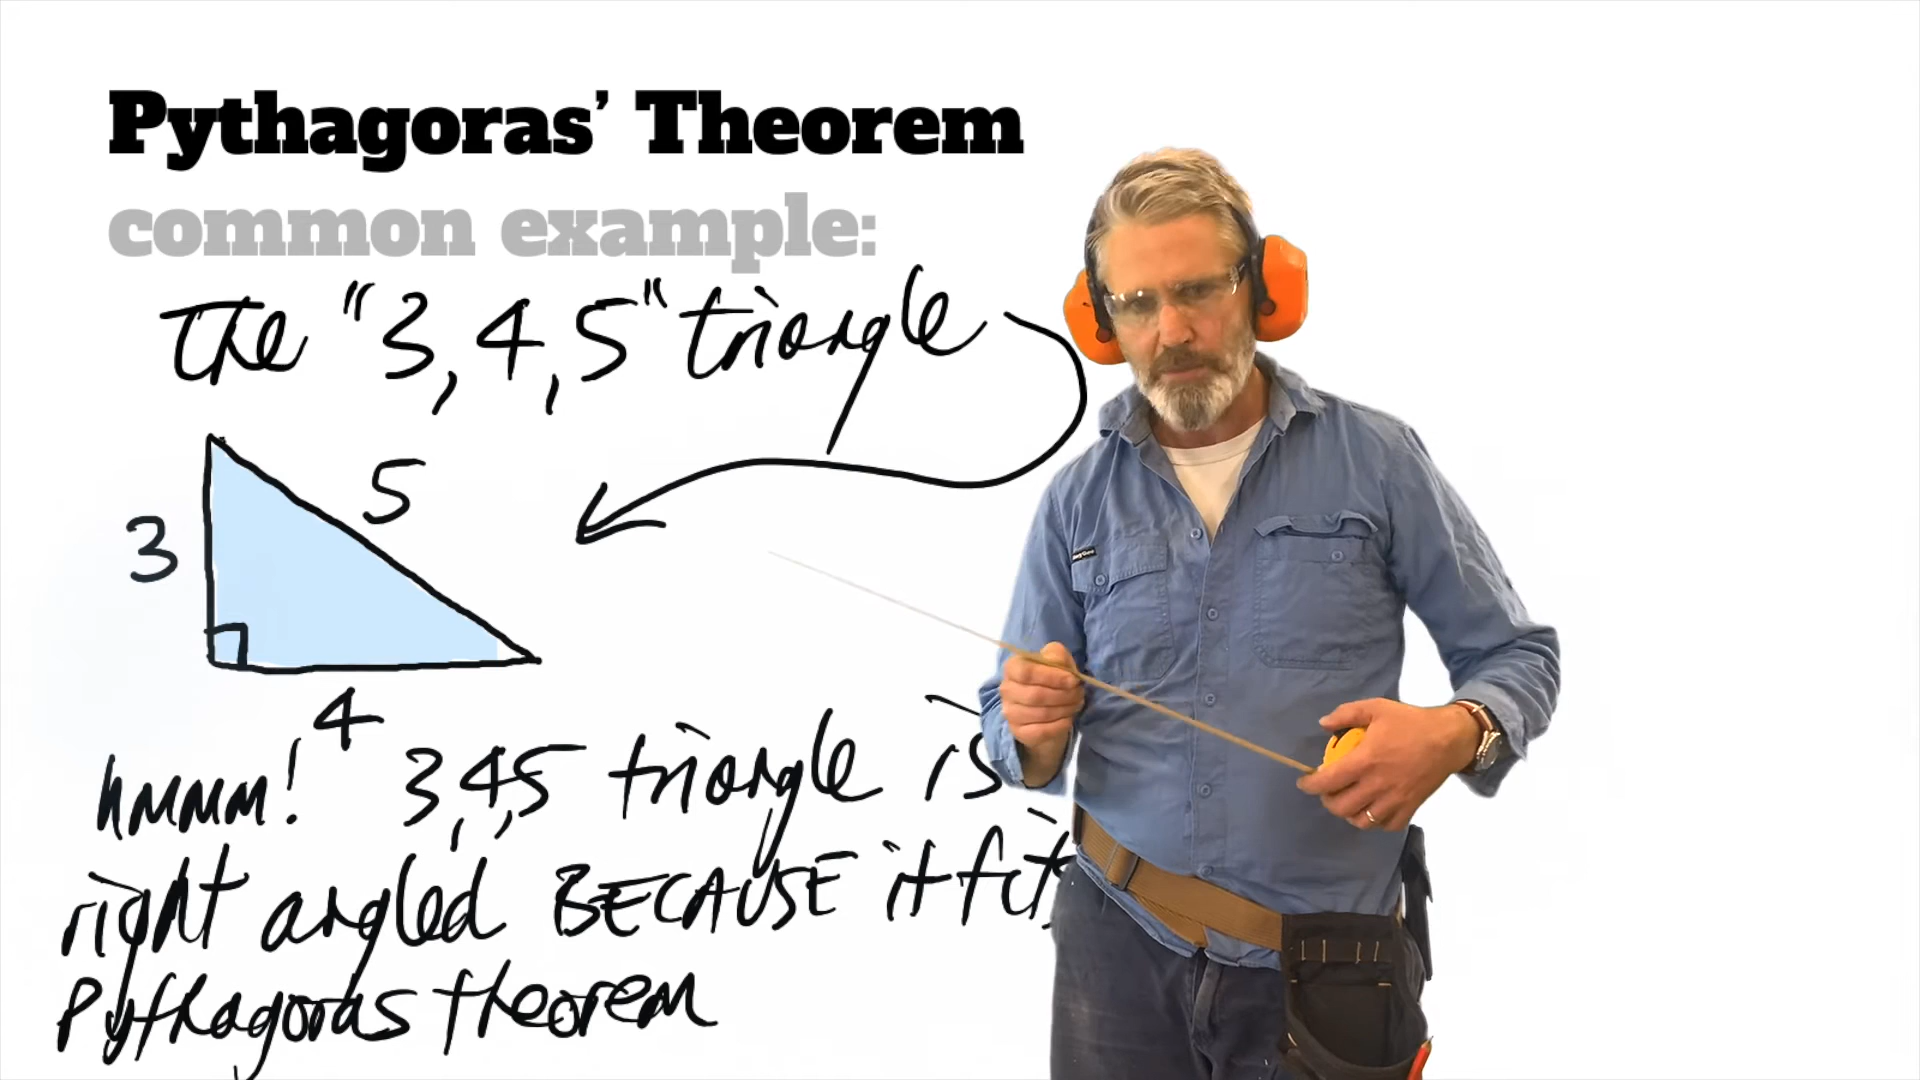 Pythagoras’ Theorem
common example:
The "3,4,5" triangle
3
5
4
hmmm! 3,4,5 triangle is
right angled BECAUSE it fits
Pythagoras theorem